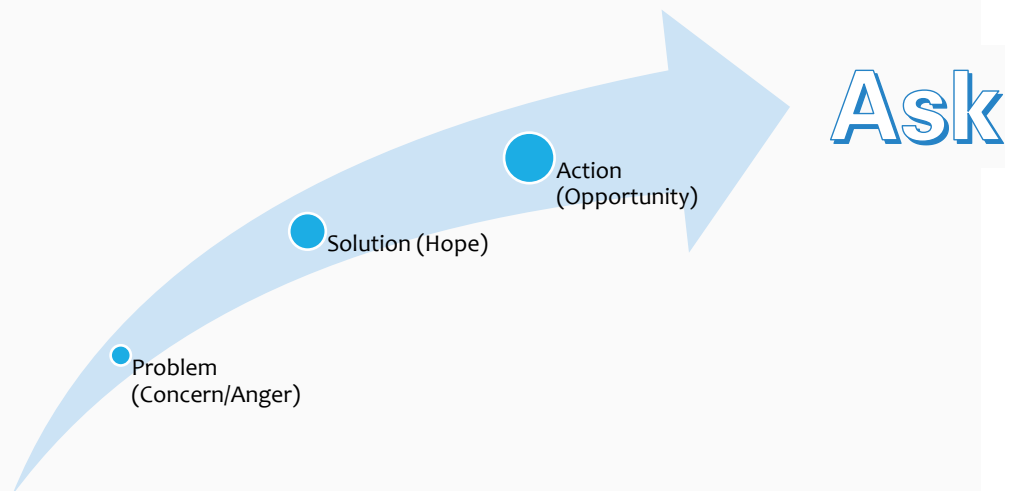 Ask
Action
(Opportunity)
Solution (Hope)
Problem
(Concern/Anger)